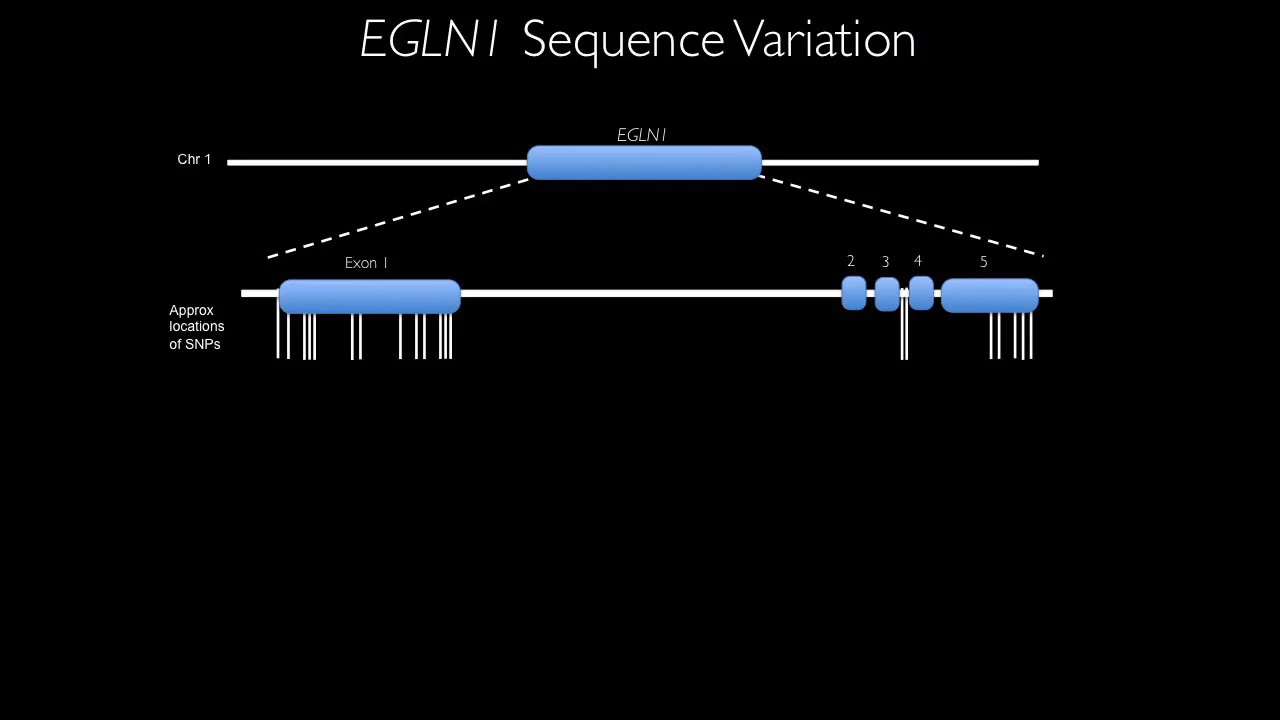 EGLN1 Sequence Variation
EGLN1
Chr 1
Exon 1
2
3
4
5
Approx
locations
of SNPs